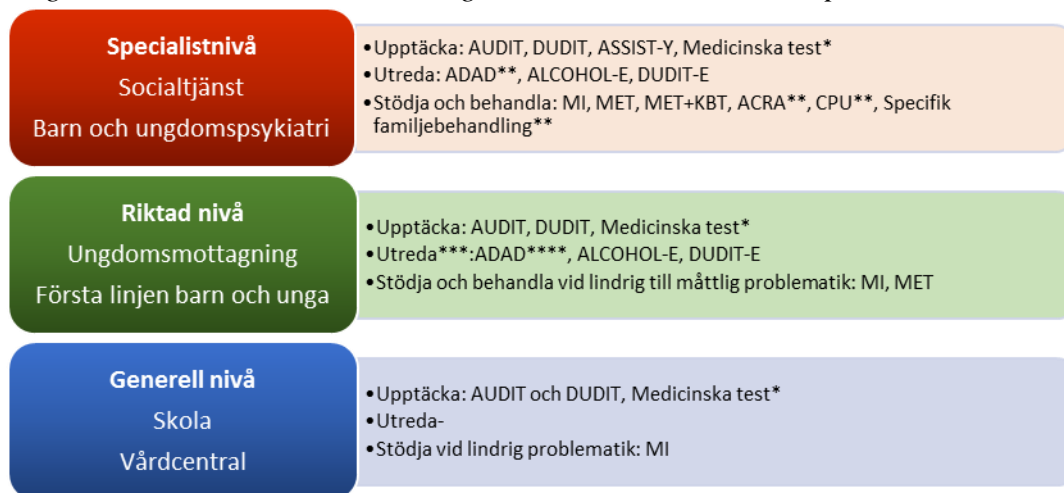 Specialistnivå
Socialtjänst
Barn och ungdomspsykiatri
•Upptäcka: AUDIT, DUDIT, ASSIST-Y, Medicinska test*
•Utreda: ADAD**, ALCOHOL-E, DUDIT-E
•Stödja och behandla: MI, MET, MET+KBT, ACRA**, CPU**, Specifik
familjebehandling**
Riktad nivå
Ungdomsmottagning
Första linjen barn och unga
•Upptäcka: AUDIT, DUDIT, Medicinska test*
•Utreda***:ADAD****, ALCOHOL-E, DUDIT-E
•Stödja och behandla vid lindrig till måttlig problematik: MI, MET
Generell nivå
Skola
Vårdcentral
•Upptäcka: AUDIT och DUDIT, Medicinska test*
•Utreda-
•Stödja vid lindrig problematik: MI